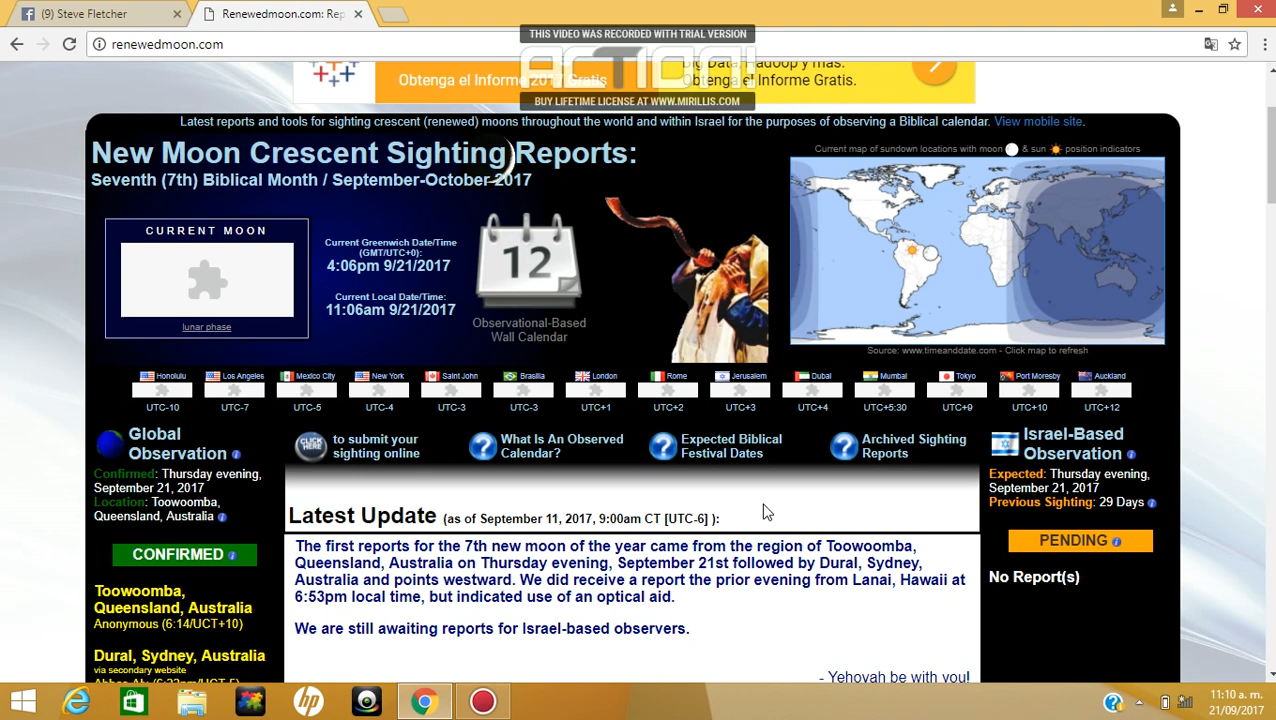 (9) Steve Fletcher
Renewedmoon.com: Rep
renewedmoon.com
THIS VIDEO WAS RECORDED WITH TRIAL VERSION
BUY LIFETIME LICENSE AT WWW.MIRILLIS.COM
Big Data, Hadoop y más.
Obtenga el Informe 2017 Gratis
Obtenga el Informe Gratis.
Latest reports and tools for sighting crescent (renewed) moons throughout the world and within Israel for the purposes of observing a Biblical calendar. View mobile site.
New Moon Crescent Sighting Reports:
Seventh (7th) Biblical Month / September-October 2017
Current map of sundown locations with moon & sun position indicators
CURRENT MOON
lunar phase
Current Greenwich Date/Time
(GMT/UTC+0):
4:06pm 9/21/2017
Current Local Date/Time:
11:06am 9/21/2017
12
Observational-Based
Wall Calendar
Source: www.timeanddate.com - Click map to refresh
Honolulu Los Angeles Mexico City New York Saint John Brasilia London Rome Jerusalem Dubai Mumbai Tokyo Port Moresby Auckland
UTC-10 UTC-7 UTC-5 UTC-4 UTC-3 UTC-3 UTC+1 UTC+2 UTC+3 UTC+4 UTC+5:30 UTC+9 UTC+10 UTC+12
Global
Observation
Confirmed: Thursday evening,
September 21, 2017
Location: Toowoomba,
Queensland, Australia
CONFIRMED
Toowoomba,
Queensland, Australia
Anonymous (6:14/UCT+10)
Dural, Sydney, Australia
via secondary website
CLICK HERE
to submit your
sighting online
What Is An Observed
Calendar?
Expected Biblical
Festival Dates
Archived Sighting
Reports
Latest Update (as of September 11, 2017, 9:00am CT [UTC-6] ):
The first reports for the 7th new moon of the year came from the region of Toowoomba,
Queensland, Australia on Thursday evening, September 21st followed by Dural, Sydney,
Australia and points westward. We did receive a report the prior evening from Lanai, Hawaii at
6:53pm local time, but indicated use of an optical aid.
We are still awaiting reports for Israel-based observers.
- Yehovah be with you!
Israel-Based
Observation
Expected: Thursday evening,
September 21, 2017
Previous Sighting: 29 Days
PENDING
No Report(s)
11:10 a. m.
21/09/2017